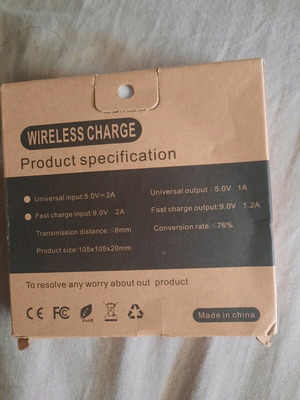 WIRELESS CHARGE
Product specification
Universal input:5.0V=2A
Universal output : 5.0V 1A
Fast charge input:9.0V 2A
Fast charge output:9.0V 1.2A
Transmission distance:≤8mm
Conversion rate:≤76%
Product size:105x105x20mm
To resolve any worry about out product
CE FC RoHS
Made in china